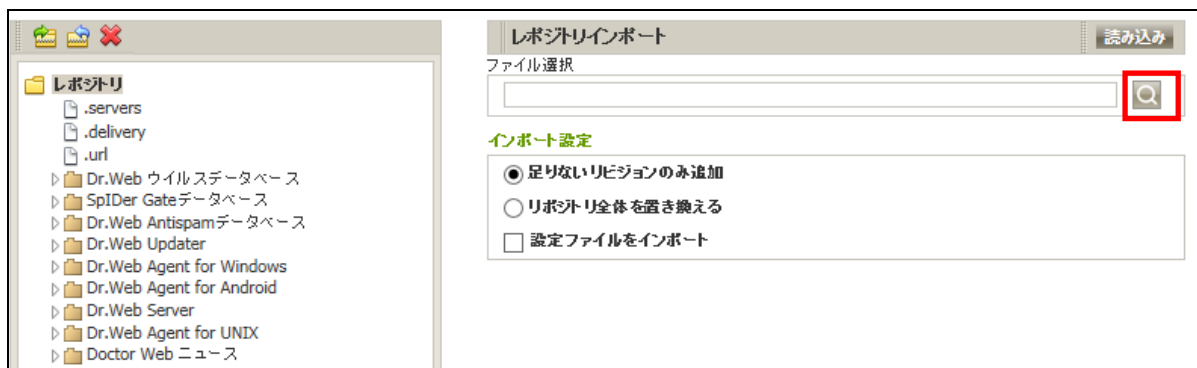 レポジトリ
.servers
.delivery
.url
Dr.Web ウイルスデータベース
SpIDer Gateデータベース
Dr.Web Antispamデータベース
Dr.Web Updater
Dr.Web Agent for Windows
Dr.Web Agent for Android
Dr.Web Server
Dr.Web Agent for UNIX
Doctor Web ニュース
レポジトリインポート
読み込み
ファイル選択
インポート設定
足りないリビジョンのみ追加
リポジトリ全体を置き換える
設定ファイルをインポート